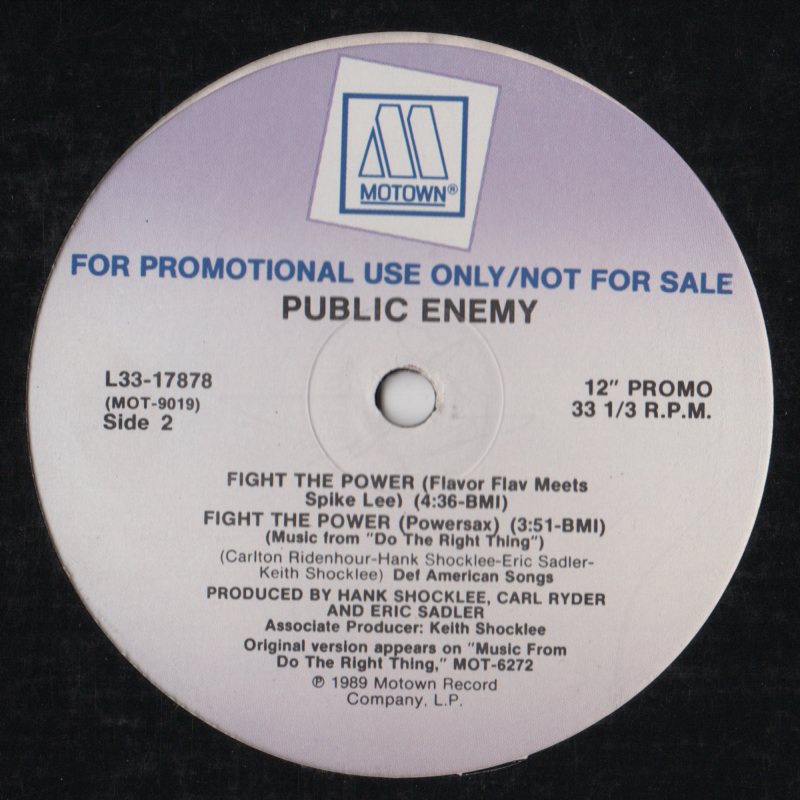 MOTOWN®
FOR PROMOTIONAL USE ONLY/NOT FOR SALE
PUBLIC ENEMY
L33-17878
(MOT-9019)
Side 2
12" PROMO
33 1/3 R.P.M.
FIGHT THE POWER (Flavor Flav Meets
Spike Lee) (4:36-BMI)
FIGHT THE POWER (Powersax) (3:51-BMI)
(Music from "Do The Right Thing")
(Carlton Ridenhour-Hank Shocklee-Eric Sadler-
Keith Shocklee) Def American Songs
PRODUCED BY HANK SHOCKLEE, CARL RYDER
AND ERIC SADLER
Associate Producer: Keith Shocklee
Original version appears on "Music From
Do The Right Thing," MOT-6272
℗ 1989 Motown Record
Company, L.P.